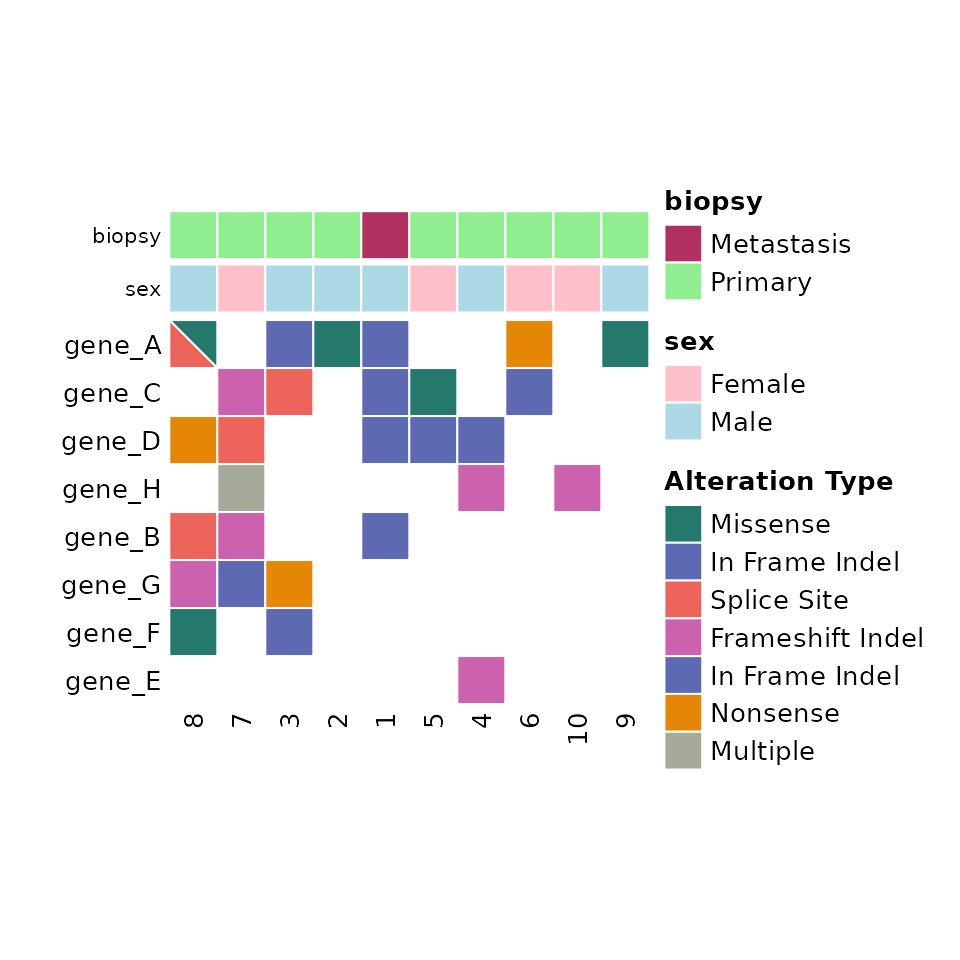 biopsy
sex
gene_A
gene_C
gene_D
gene_H
gene_B
gene_G
gene_F
gene_E
8 7 3 2 1 5 4 6 10 9
biopsy
Metastasis
Primary
sex
Female
Male
Alteration Type
Missense
In Frame Indel
Splice Site
Frameshift Indel
In Frame Indel
Nonsense
Multiple